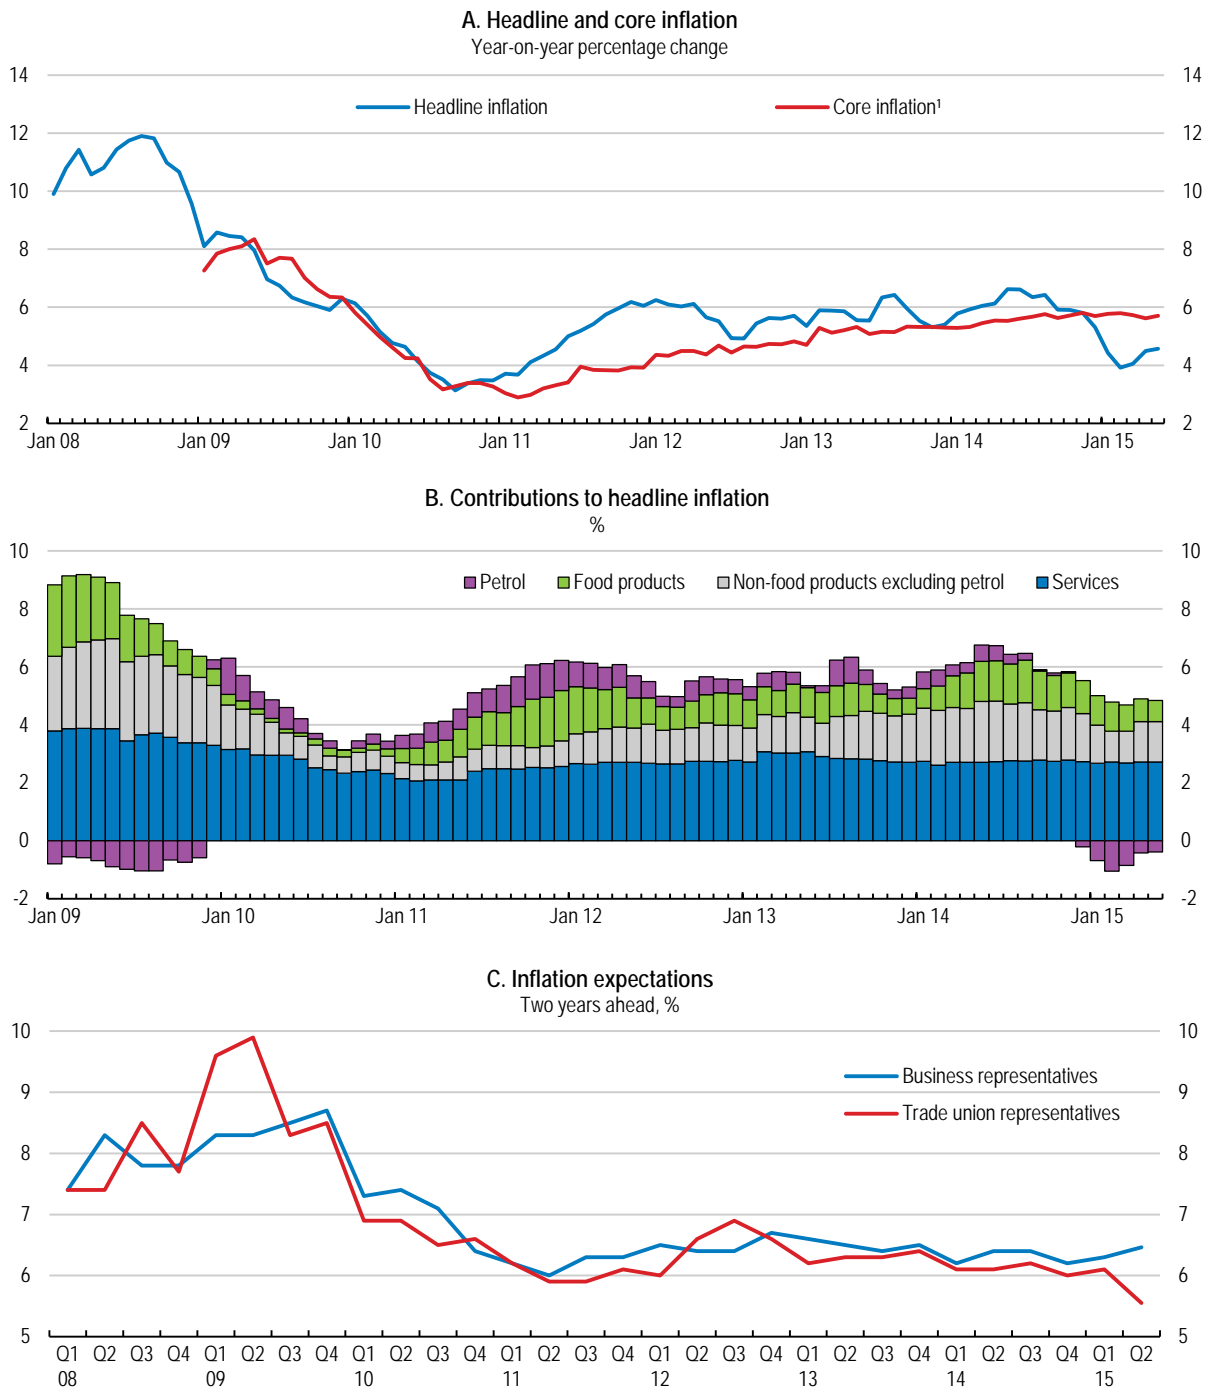 A. Headline and core inflation
Year-on-year percentage change
14 14
Headline inflation Core inflation¹
12 12
10 10
8 8
6 6
4 4
2 2
Jan 08 Jan 09 Jan 10 Jan 11 Jan 12 Jan 13 Jan 14 Jan 15
B. Contributions to headline inflation
%
10 10
Petrol Food products Non-food products excluding petrol Services
8 8
6 6
4 4
2 2
0 0
-2 -2
Jan 09 Jan 10 Jan 11 Jan 12 Jan 13 Jan 14 Jan 15
C. Inflation expectations
Two years ahead, %
10 10
Business representatives
9 9
Trade union representatives
8 8
7 7
6 6
5 5
Q1 Q2 Q3 Q4 Q1 Q2 Q3 Q4 Q1 Q2 Q3 Q4 Q1 Q2 Q3 Q4 Q1 Q2 Q3 Q4 Q1 Q2 Q3 Q4 Q1 Q2 Q3 Q4 Q1 Q2
08 09 10 11 12 13 14 15